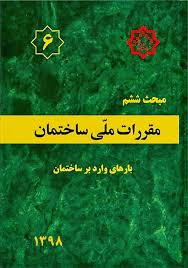 ۶
مبحث ششم
مقررات ملّی ساختمان
بارهای وارد بر ساختمان
۱۳۹۸